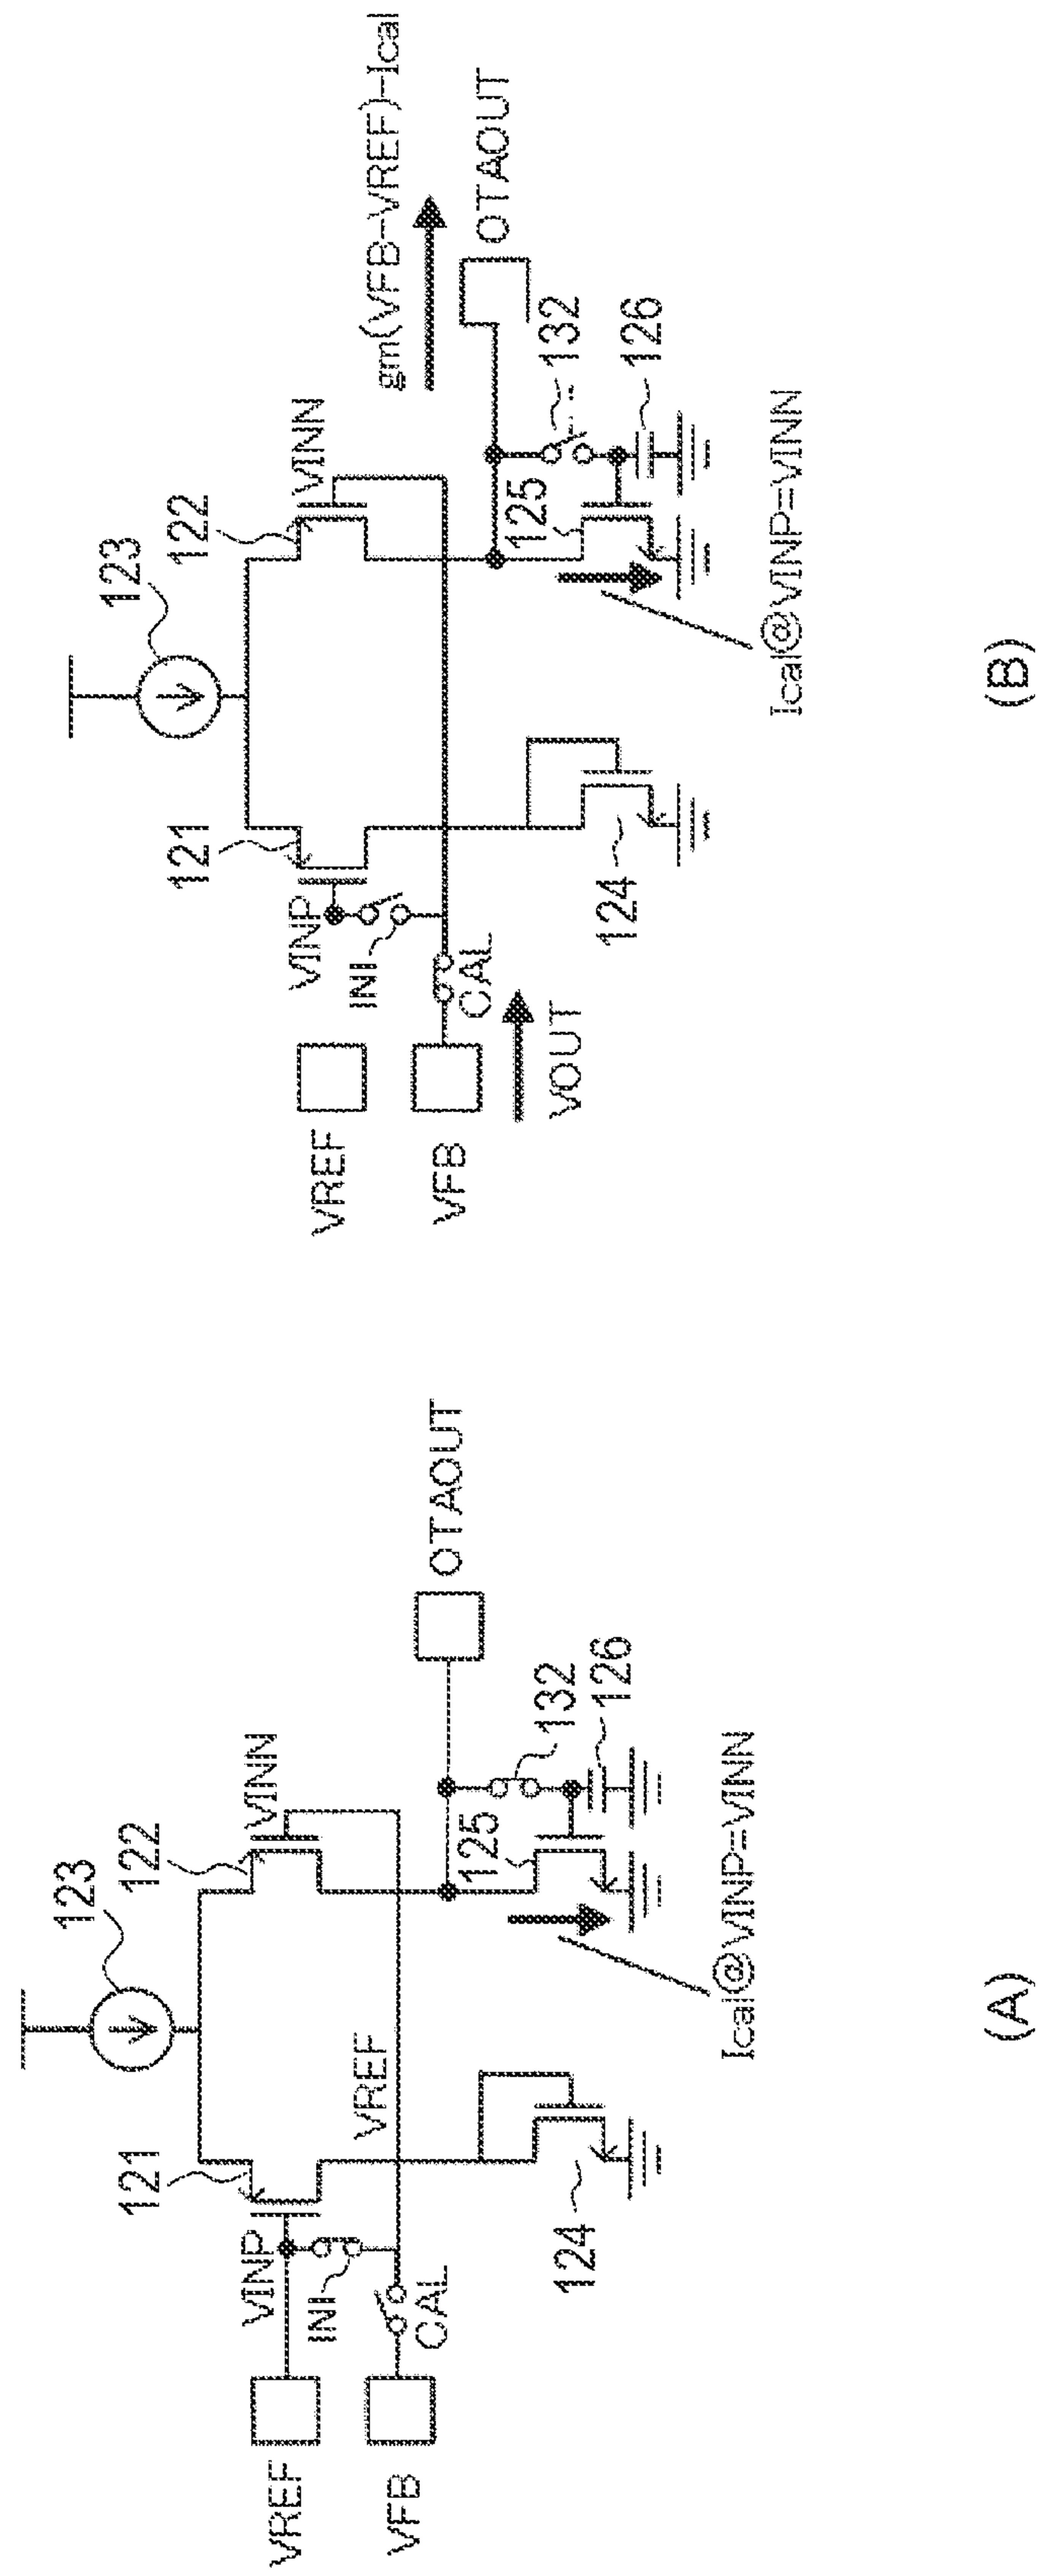 123
121
122
VINP
VINN
VREF
INI
VREF
VFB
CAL
OTAOUT
125
132
124
126
Ical@VINP=VINN
(A)
123
121
122
VINP
VINN
gm(VFB-VREF)-Ical
VREF
INI
VFB
CAL
OTAOUT
VOUT
125
132
124
126
Ical@VINP=VINN
(B)